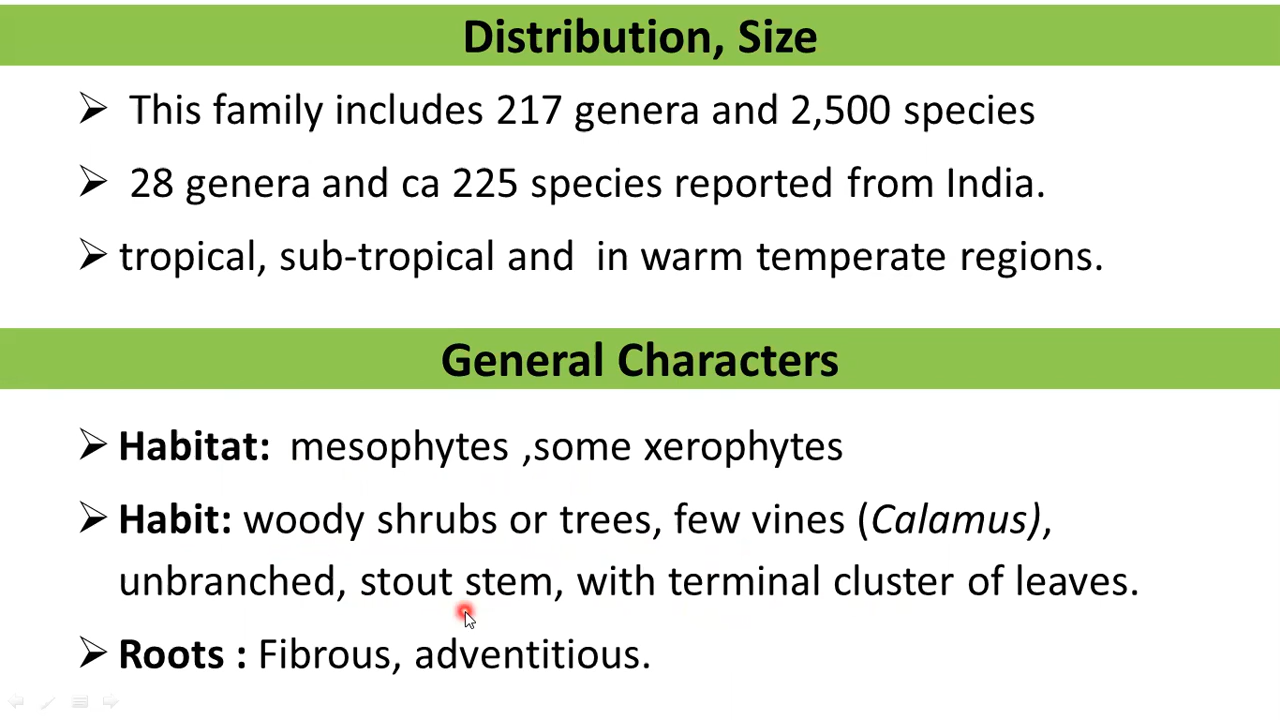 Distribution, Size
➢ This family includes 217 genera and 2,500 species
➢ 28 genera and ca 225 species reported from India.
➢ tropical, sub-tropical and in warm temperate regions.
General Characters
➢ Habitat: mesophytes ,some xerophytes
➢ Habit: woody shrubs or trees, few vines (Calamus),
unbranched, stout stem, with terminal cluster of leaves.
➢ Roots : Fibrous, adventitious.